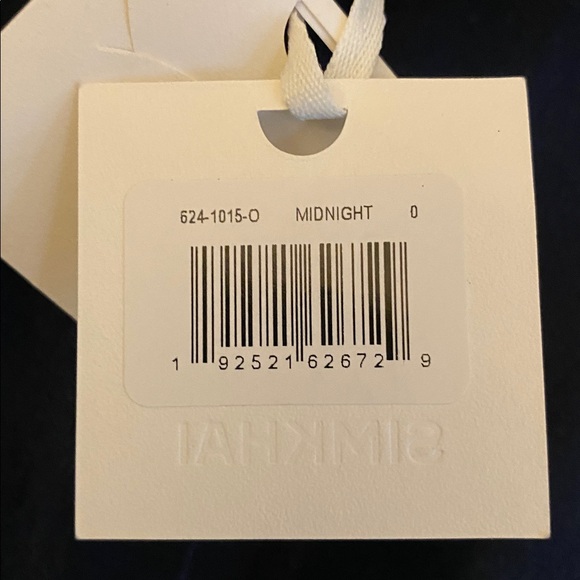 624-1015-O MIDNIGHT 0
1 92521 62672 9
SIMKHAI